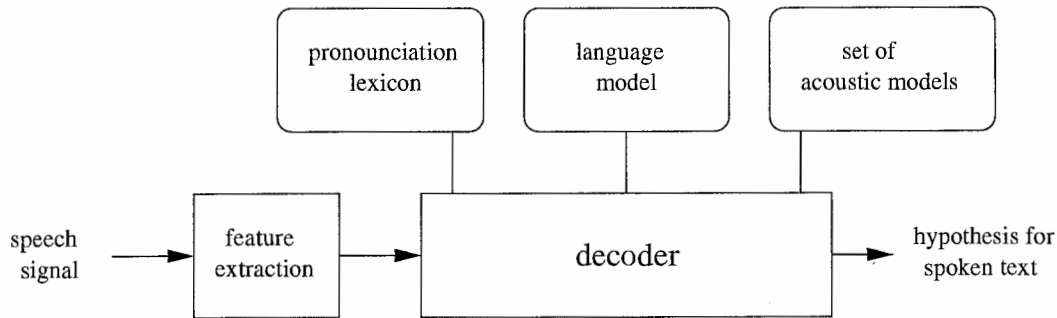 pronounciation
lexicon
language
model
set of
acoustic models
speech
signal
feature
extraction
decoder
hypothesis for
spoken text